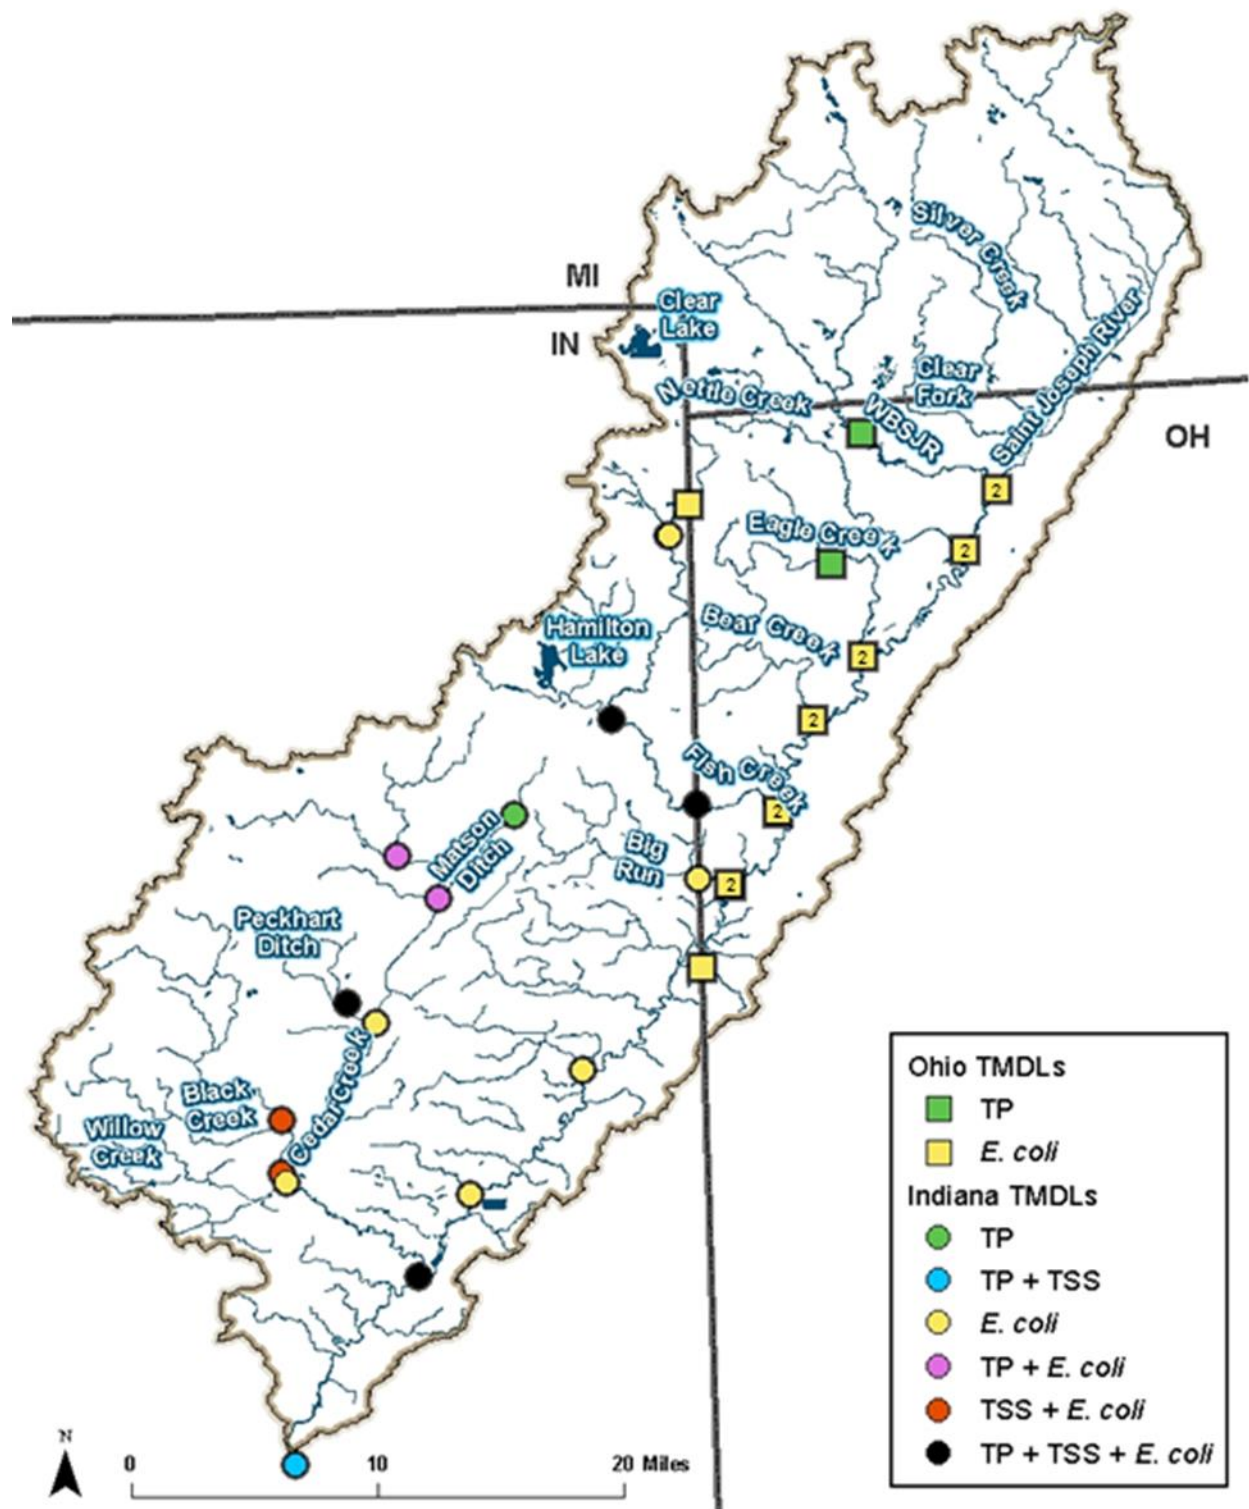 Silver Creek
MI
Clear
Lake
IN
Saint Joseph River
Clear
Fork
Nettle Creek
WBSJR
OH
2
Eagle Creek
2
Bear Creek
Hamilton
Lake
2
2
Fish Creek
2
Matson
Ditch
Big
Run
2
Peckhart
Ditch
Cedar Creek
Black
Creek
Willow
Creek
Ohio TMDLs
TP
E. coli
Indiana TMDLs
TP
TP + TSS
E. coli
TP + E. coli
TSS + E. coli
TP + TSS + E. coli
N
0 10 20 Miles